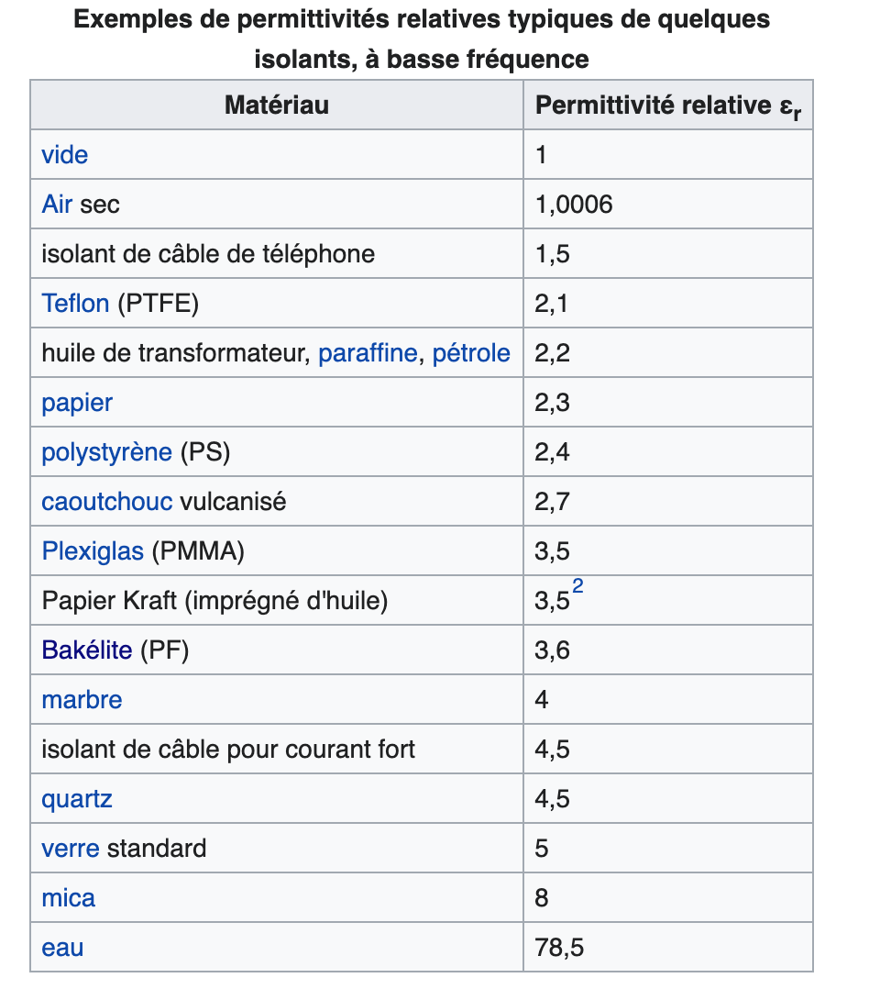 Exemples de permittivités relatives typiques de quelques
isolants, à basse fréquence
Matériau Permittivité relative εr
vide 1
Air sec 1,0006
isolant de câble de téléphone 1,5
Teflon (PTFE) 2,1
huile de transformateur, paraffine, pétrole 2,2
papier 2,3
polystyrène (PS) 2,4
caoutchouc vulcanisé 2,7
Plexiglas (PMMA) 3,5
Papier Kraft (imprégné d'huile) 3,5 2
Bakélite (PF) 3,6
marbre 4
isolant de câble pour courant fort 4,5
quartz 4,5
verre standard 5
mica 8
eau 78,5